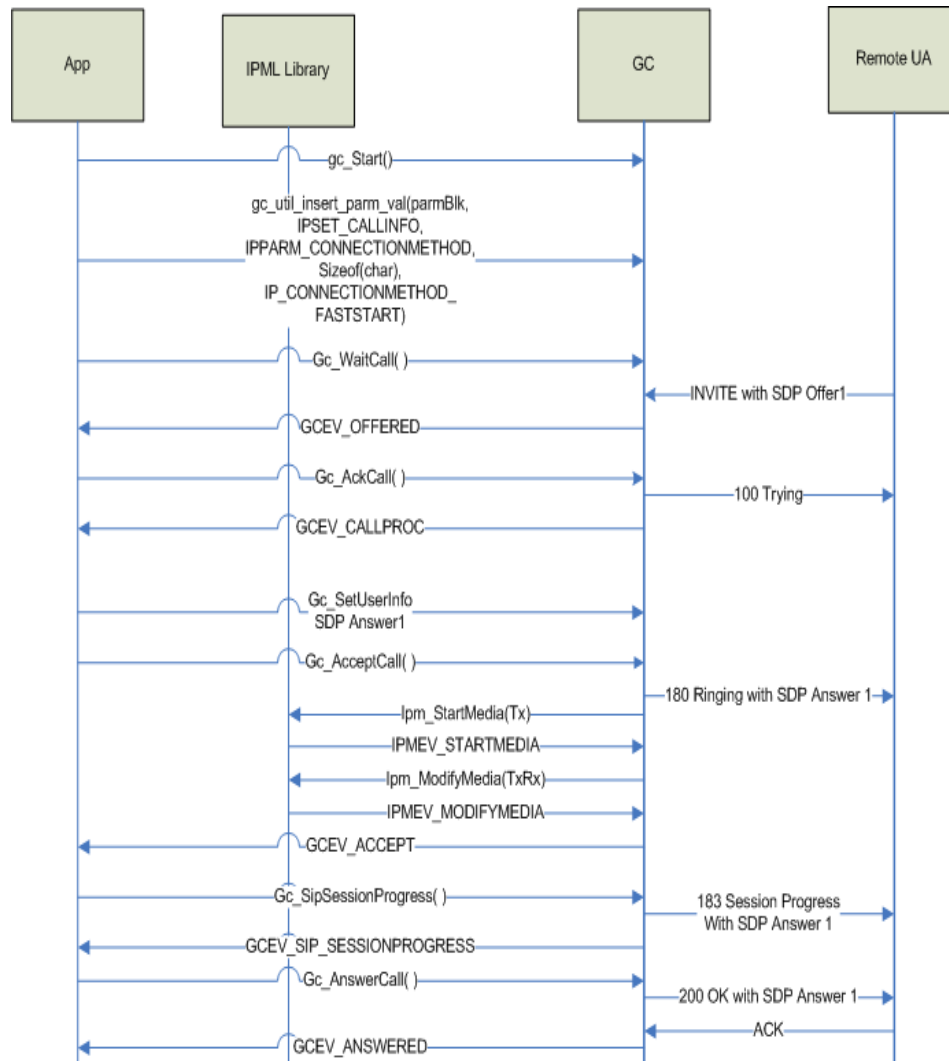 App
IPML Library
GC
Remote UA
gc_Start()
gc_util_insert_parm_val(parmBlk,
IPSET_CALLINFO,
IPPARM_CONNECTIONMETHOD,
Sizeof(char),
IP_CONNECTIONMETHOD_
FASTSTART)
Gc_WaitCall( )
INVITE with SDP Offer1
GCEV_OFFERED
Gc_AckCall( )
100 Trying
GCEV_CALLPROC
Gc_SetUserInfo
SDP Answer1
Gc_AcceptCall( )
180 Ringing with SDP Answer 1
Ipm_StartMedia(Tx)
IPMEV_STARTMEDIA
Ipm_ModifyMedia(TxRx)
IPMEV_MODIFYMEDIA
GCEV_ACCEPT
Gc_SipSessionProgress( )
183 Session Progress
With SDP Answer 1
GCEV_SIP_SESSIONPROGRESS
Gc_AnswerCall( )
200 OK with SDP Answer 1
ACK
GCEV_ANSWERED